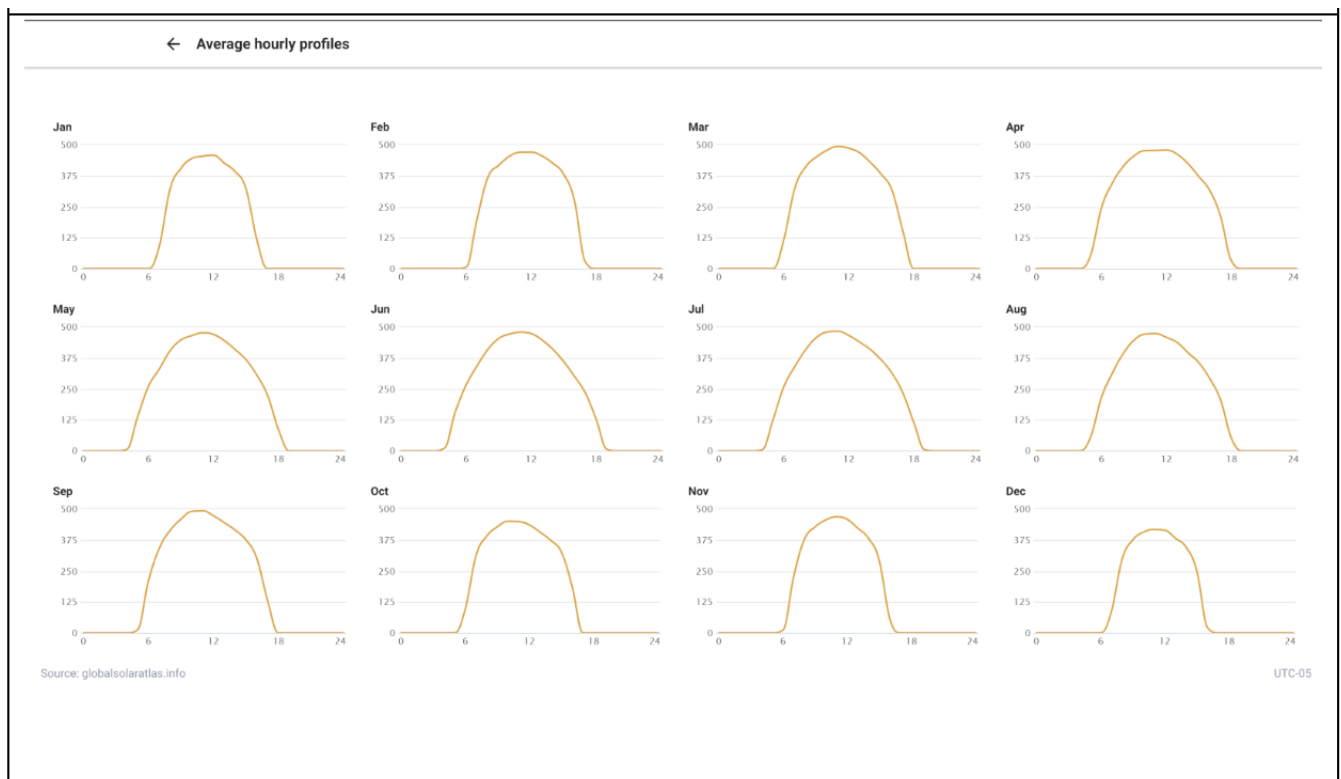 ← Average hourly profiles
Jan Feb Mar Apr
500 500 500 500
375 375 375 375
250 250 250 250
125 125 125 125
0 0 0 0
0 6 12 18 24 0 6 12 18 24 0 6 12 18 24 0 6 12 18 24
May Jun Jul Aug
500 500 500 500
375 375 375 375
250 250 250 250
125 125 125 125
0 0 0 0
0 6 12 18 24 0 6 12 18 24 0 6 12 18 24 0 6 12 18 24
Sep Oct Nov Dec
500 500 500 500
375 375 375 375
250 250 250 250
125 125 125 125
0 0 0 0
0 6 12 18 24 0 6 12 18 24 0 6 12 18 24 0 6 12 18 24
Source: globalsolaratlas.info UTC-05